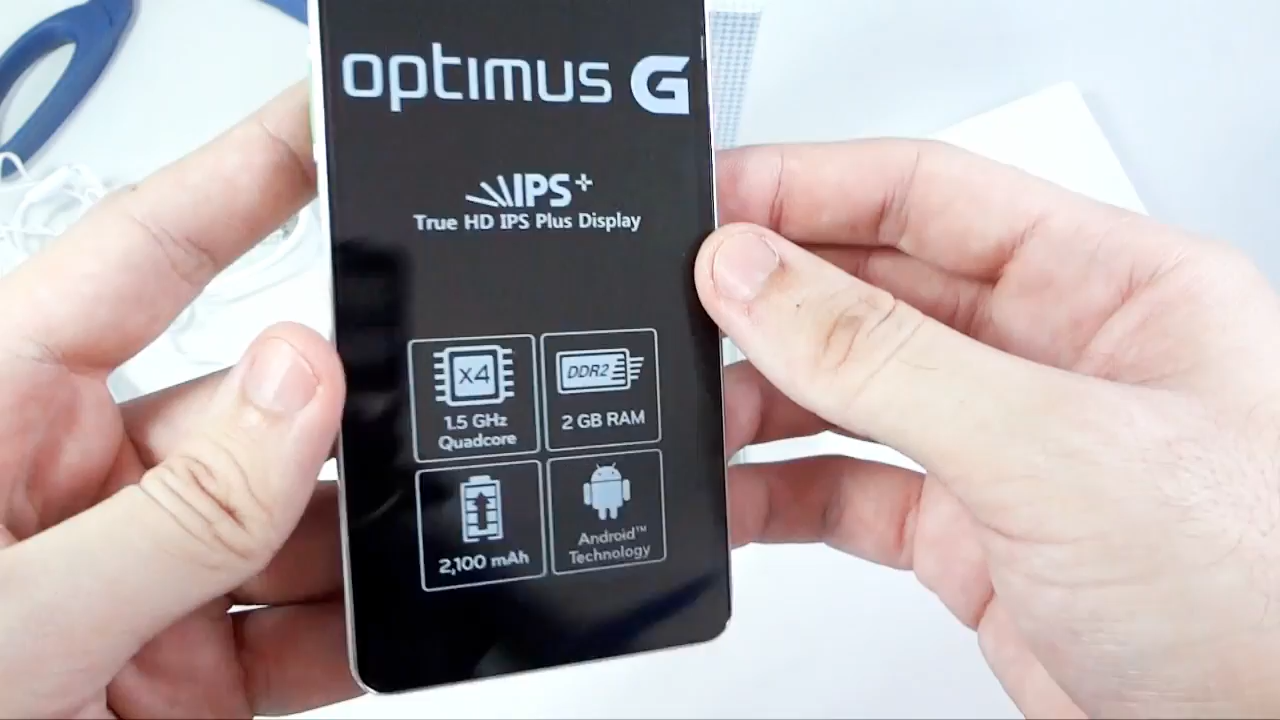 optimus G
IPS+
True HD IPS Plus Display
x4
1.5 GHz
Quadcore
DDR2
2 GB RAM
2,100 mAh
Android™
Technology